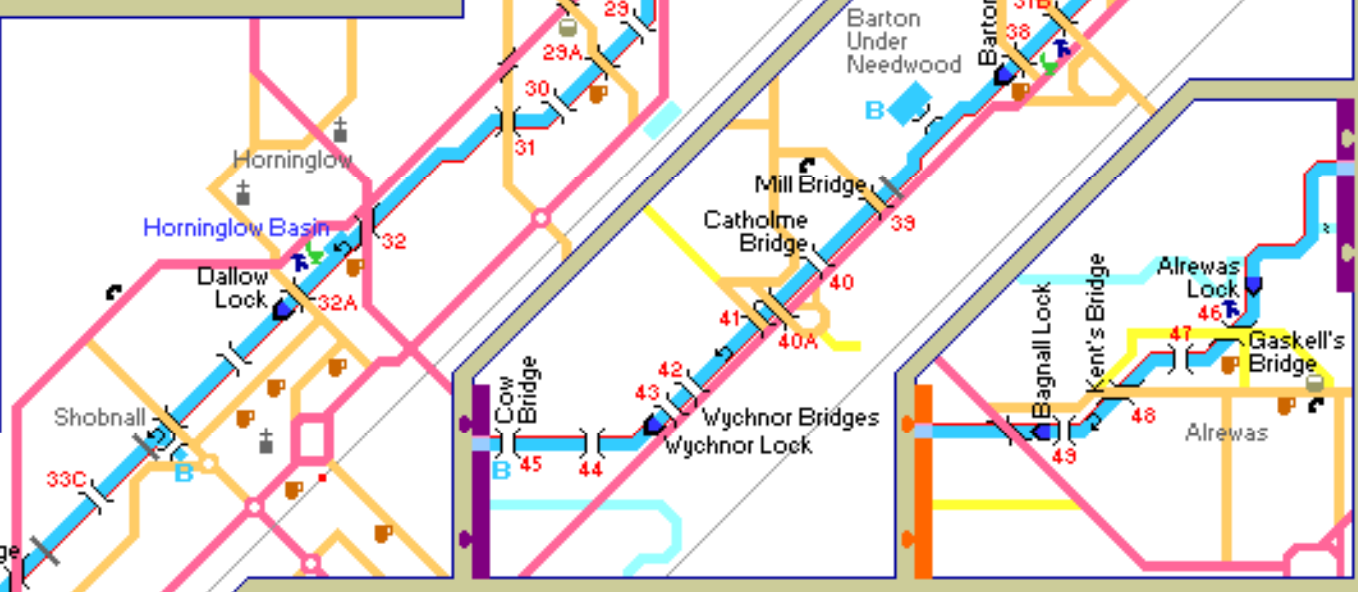 29
29A
30
31
Horninglow
Horninglow Basin
32
Dallow
Lock
32A
Shobnall
B
33C
Barton
Under
Needwood
Barton
31B
38
B
Mill Bridge
39
Catholme
Bridge
40
41
40A
42
43
Wychnor Bridges
Wychnor Lock
Cow
Bridge
B
45
44
Alrewas
Lock
46
47
Gaskell's
Bridge
Kent's Bridge
Bagnall Lock
48
49
Alrewas